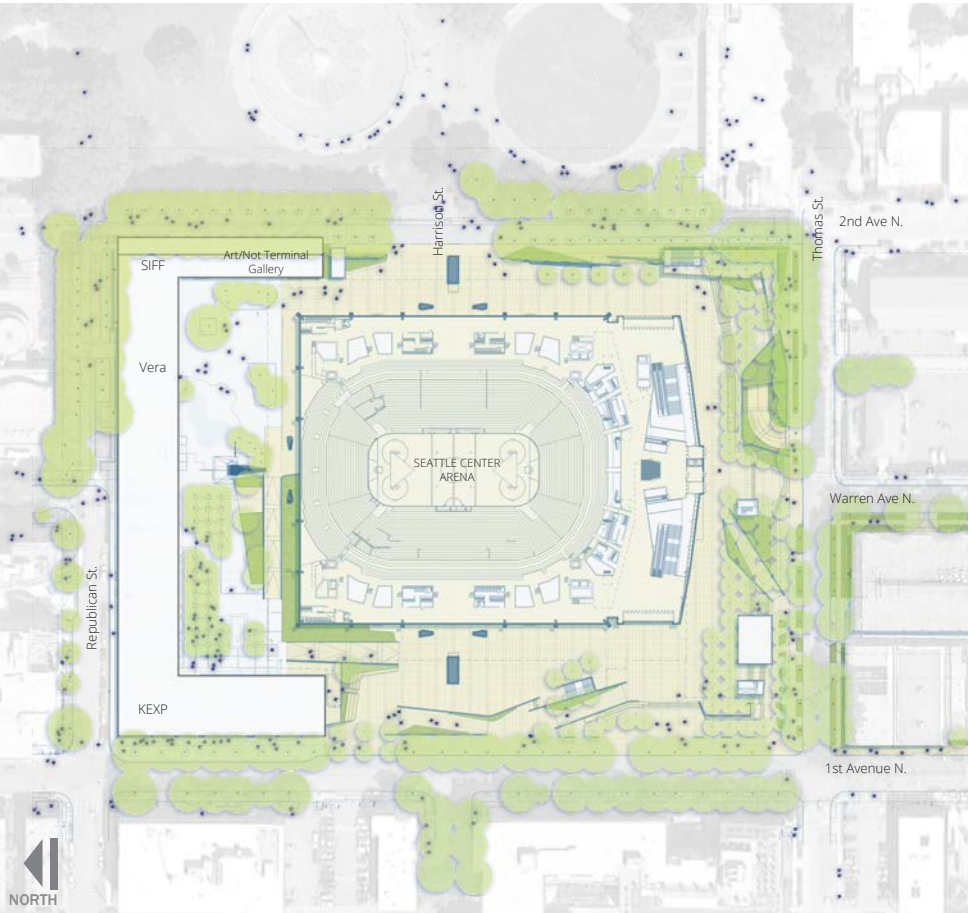 Harrison St.
Thomas St.
2nd Ave N.
SIFF
Art/Not Terminal
Gallery
Vera
SEATTLE CENTER
ARENA
Warren Ave N.
Republican St.
KEXP
1st Avenue N.
NORTH